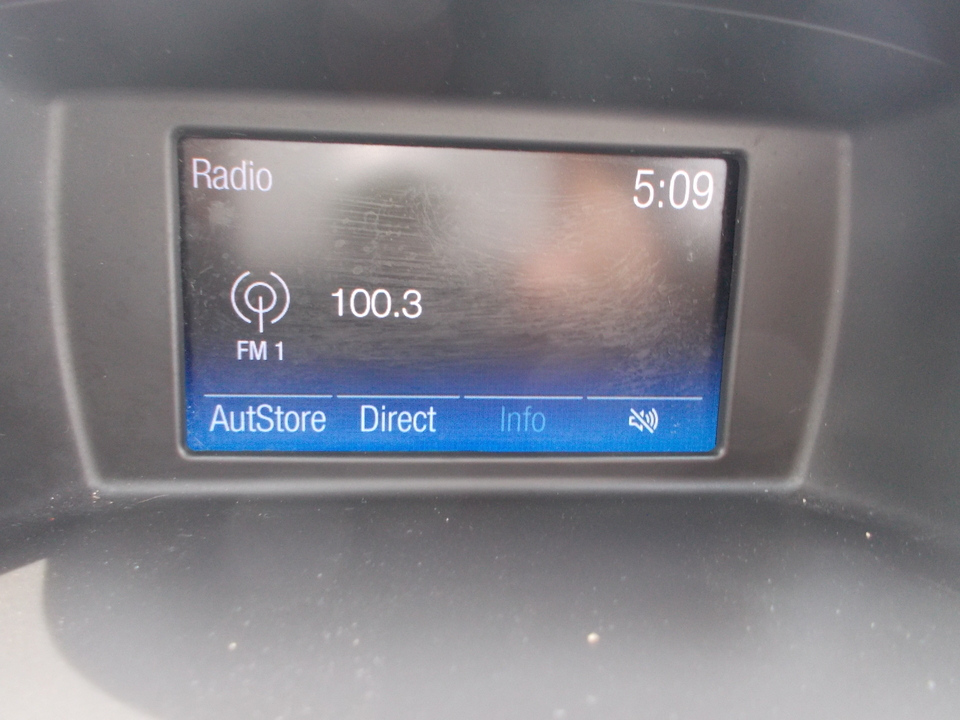 Radio
5:09
100.3
FM 1
AutStore Direct Info